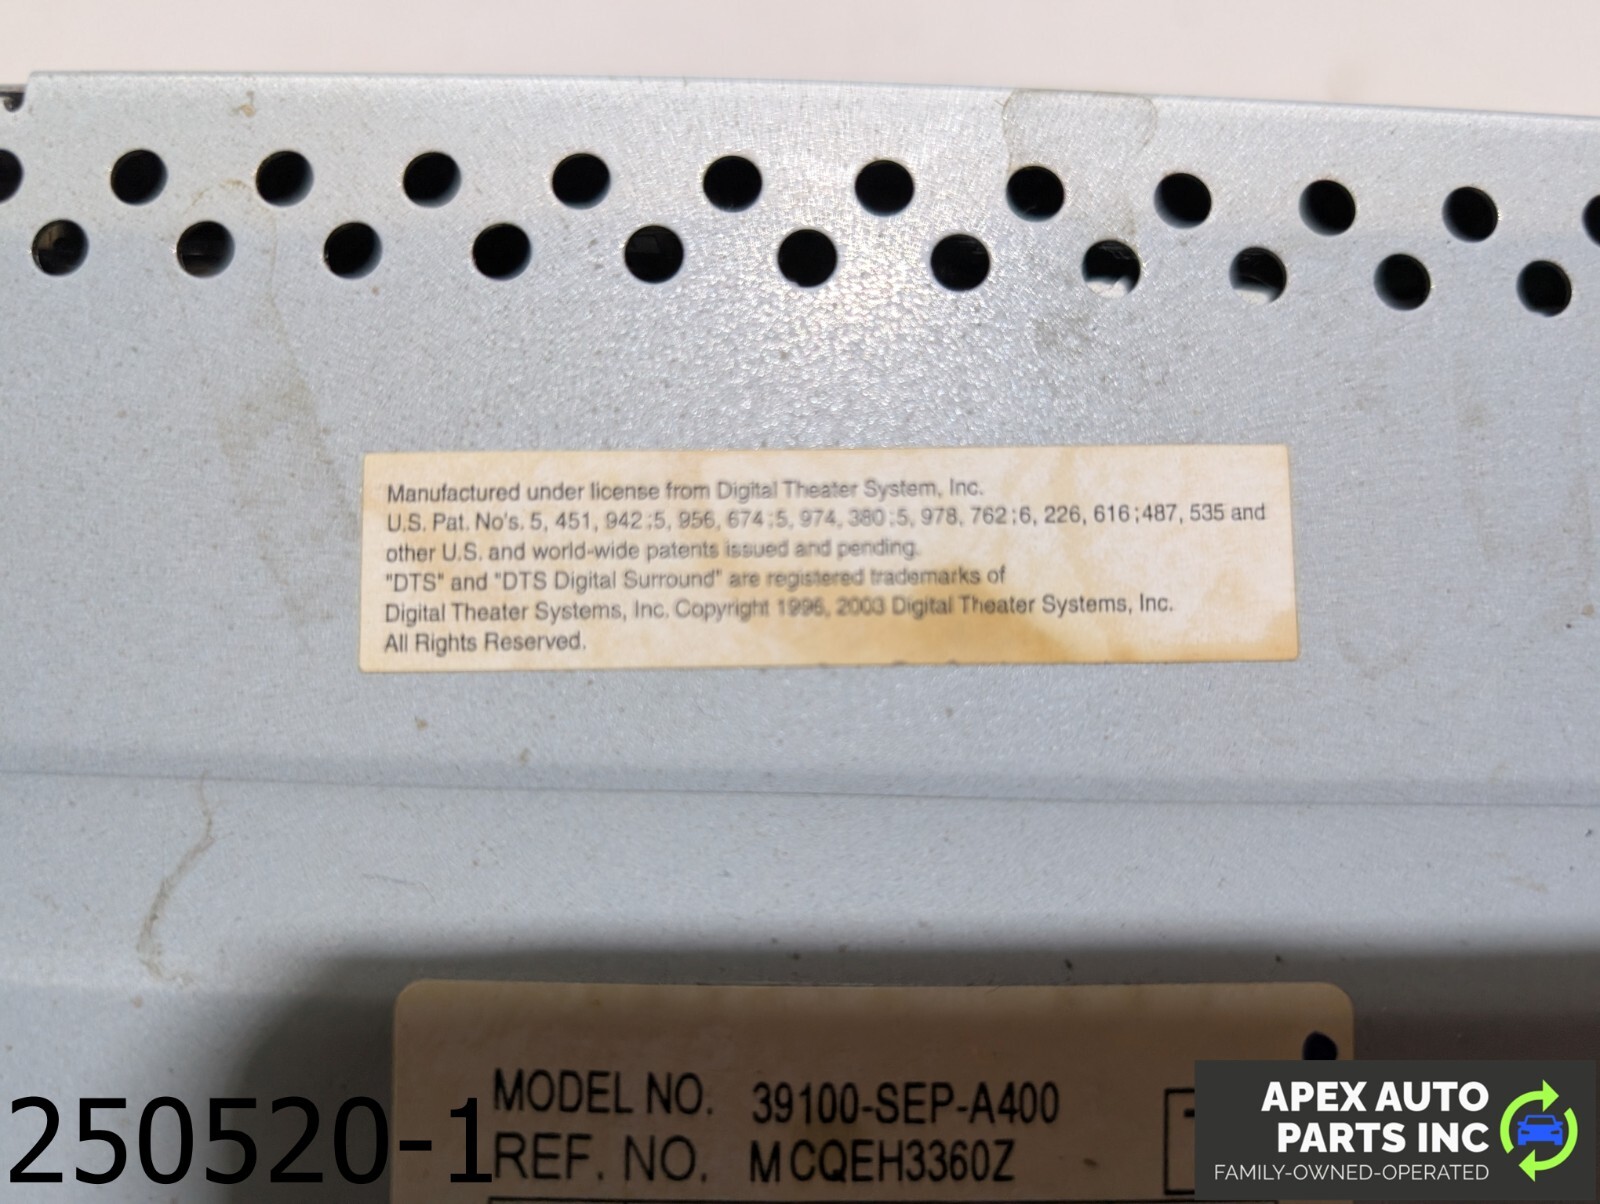 Manufactured under license from Digital Theater System, Inc.
U.S. Pat. No's. 5, 451, 942;5, 956, 674;5, 974, 380;5, 978, 762;6, 226, 616;487, 535 and
other U.S. and world-wide patents issued and pending.
"DTS" and "DTS Digital Surround" are registered trademarks of
Digital Theater Systems, Inc. Copyright 1996, 2003 Digital Theater Systems, Inc.
All Rights Reserved.
MODEL NO. 39100-SEP-A400
REF. NO. MCQEH3360Z
250520-1
APEX AUTO
PARTS INC
FAMILY-OWNED-OPERATED